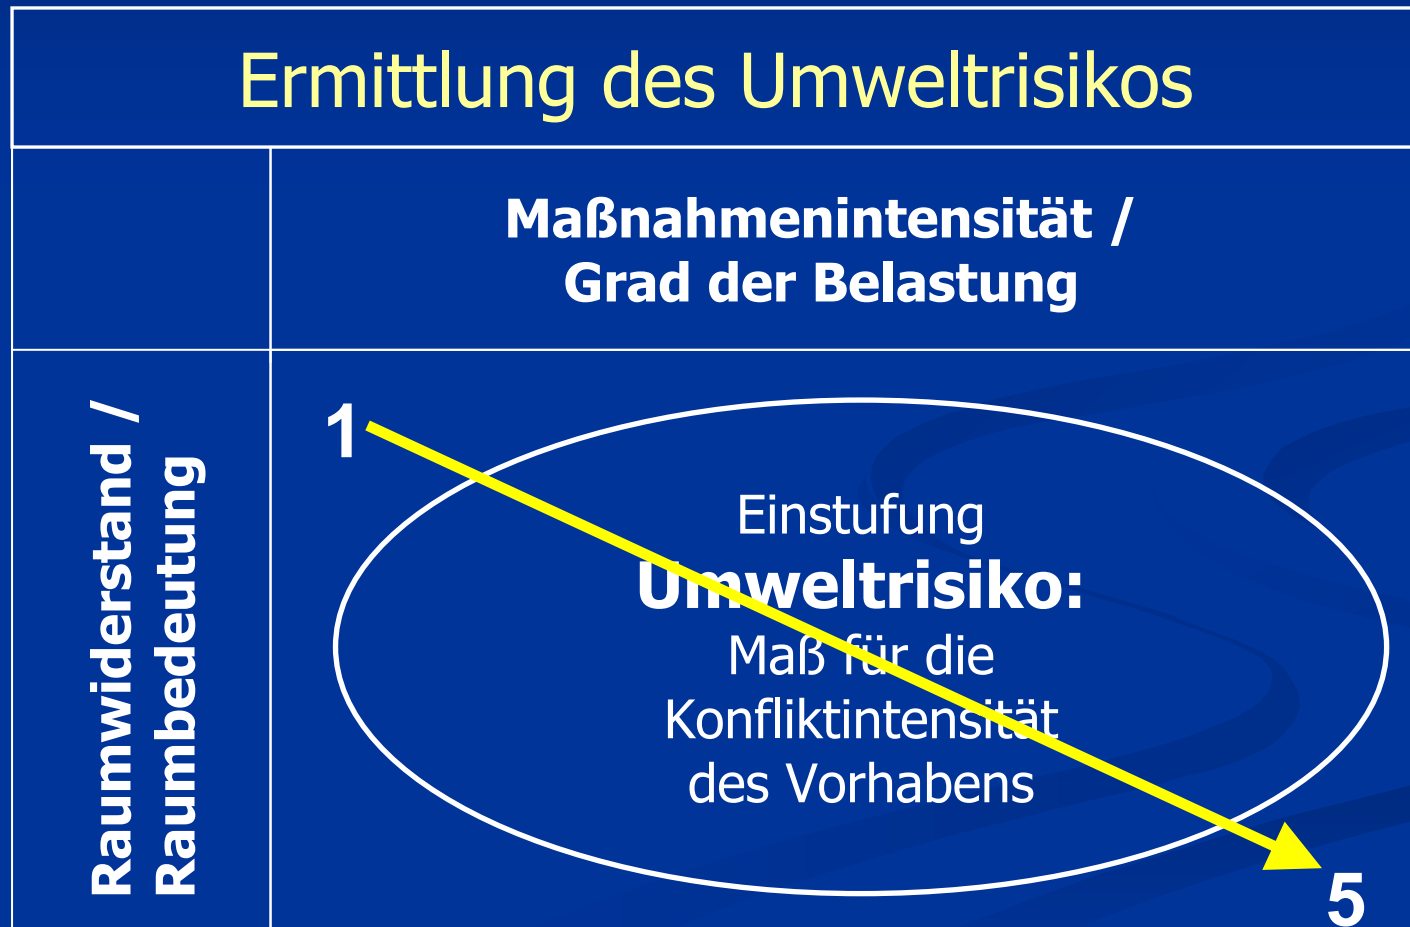 Ermittlung des Umweltrisikos
Maßnahmenintensität /
Grad der Belastung
Raumwiderstand /
Raumbedeutung
1
Einstufung
Umweltrisiko:
Maß für die
Konfliktintensität
des Vorhabens
5